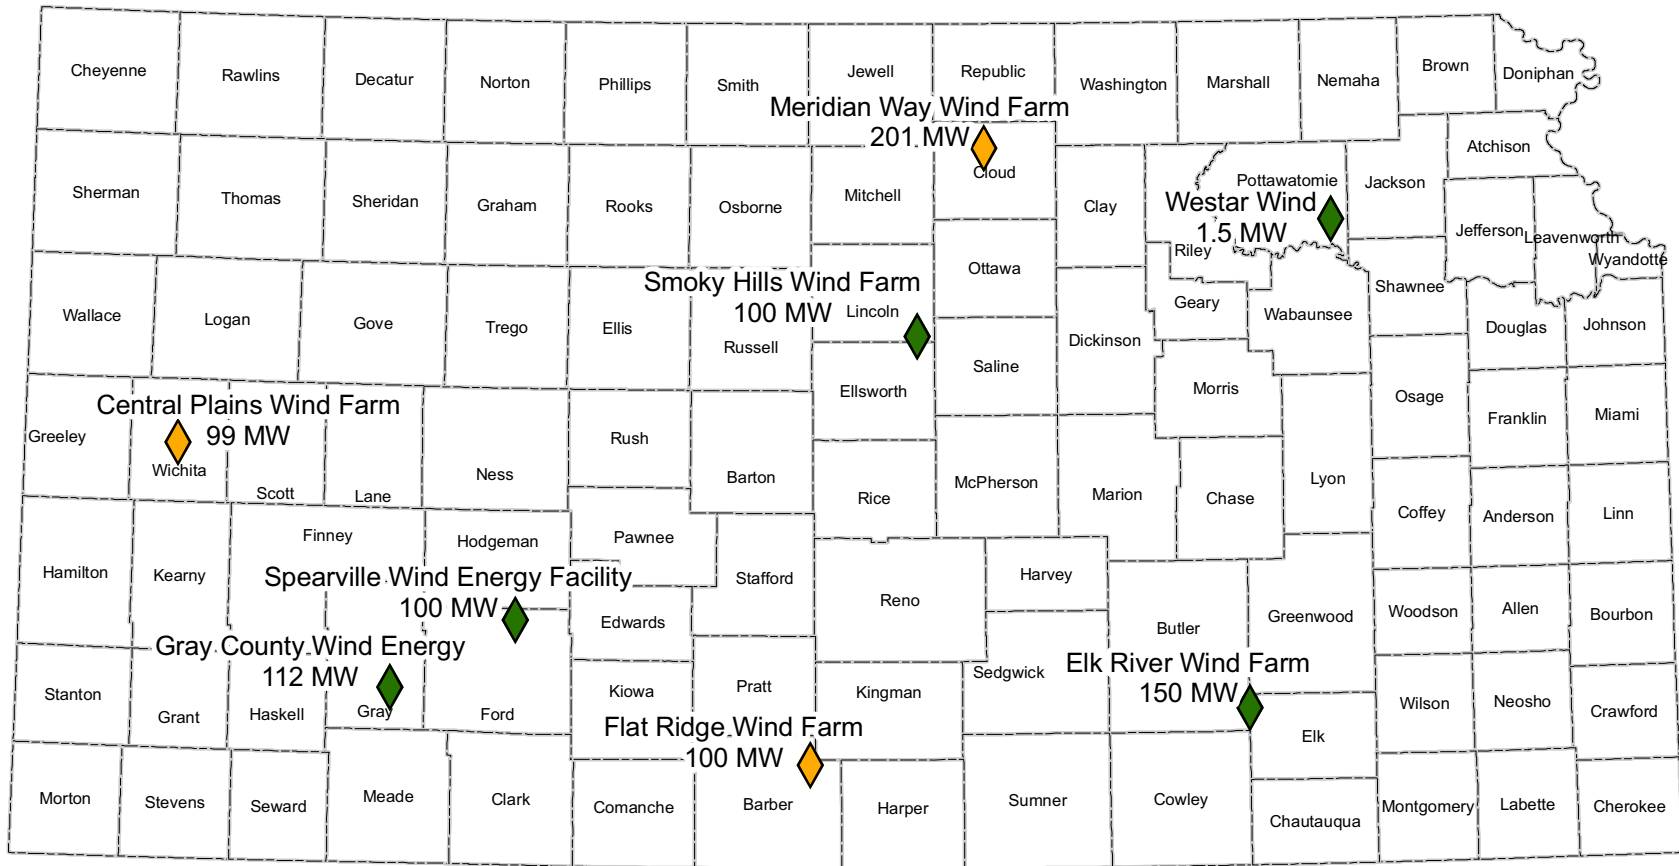 Cheyenne
Rawlins
Decatur
Norton
Phillips
Smith
Jewell
Republic
Washington
Marshall
Nemaha
Brown
Doniphan
Meridian Way Wind Farm
201 MW
Cloud
Atchison
Sherman
Thomas
Sheridan
Graham
Rooks
Osborne
Mitchell
Clay
Pottawatomie
Westar Wind
1.5 MW
Riley
Jackson
Jefferson
Leavenworth
Wyandotte
Ottawa
Smoky Hills Wind Farm
100 MW
Lincoln
Geary
Wabaunsee
Shawnee
Douglas
Johnson
Wallace
Logan
Gove
Trego
Ellis
Russell
Ellsworth
Saline
Dickinson
Morris
Osage
Franklin
Miami
Central Plains Wind Farm
99 MW
Greeley
Wichita
Scott
Lane
Ness
Rush
Barton
Rice
McPherson
Marion
Chase
Lyon
Coffey
Anderson
Linn
Hamilton
Kearny
Finney
Hodgeman
Pawnee
Stafford
Reno
Harvey
Spearville Wind Energy Facility
100 MW
Edwards
Butler
Greenwood
Woodson
Allen
Bourbon
Gray County Wind Energy
112 MW
Gray
Stanton
Grant
Haskell
Ford
Kiowa
Pratt
Kingman
Sedgwick
Elk River Wind Farm
150 MW
Elk
Wilson
Neosho
Crawford
Flat Ridge Wind Farm
100 MW
Morton
Stevens
Seward
Meade
Clark
Comanche
Barber
Harper
Sumner
Cowley
Chautauqua
Montgomery
Labette
Cherokee